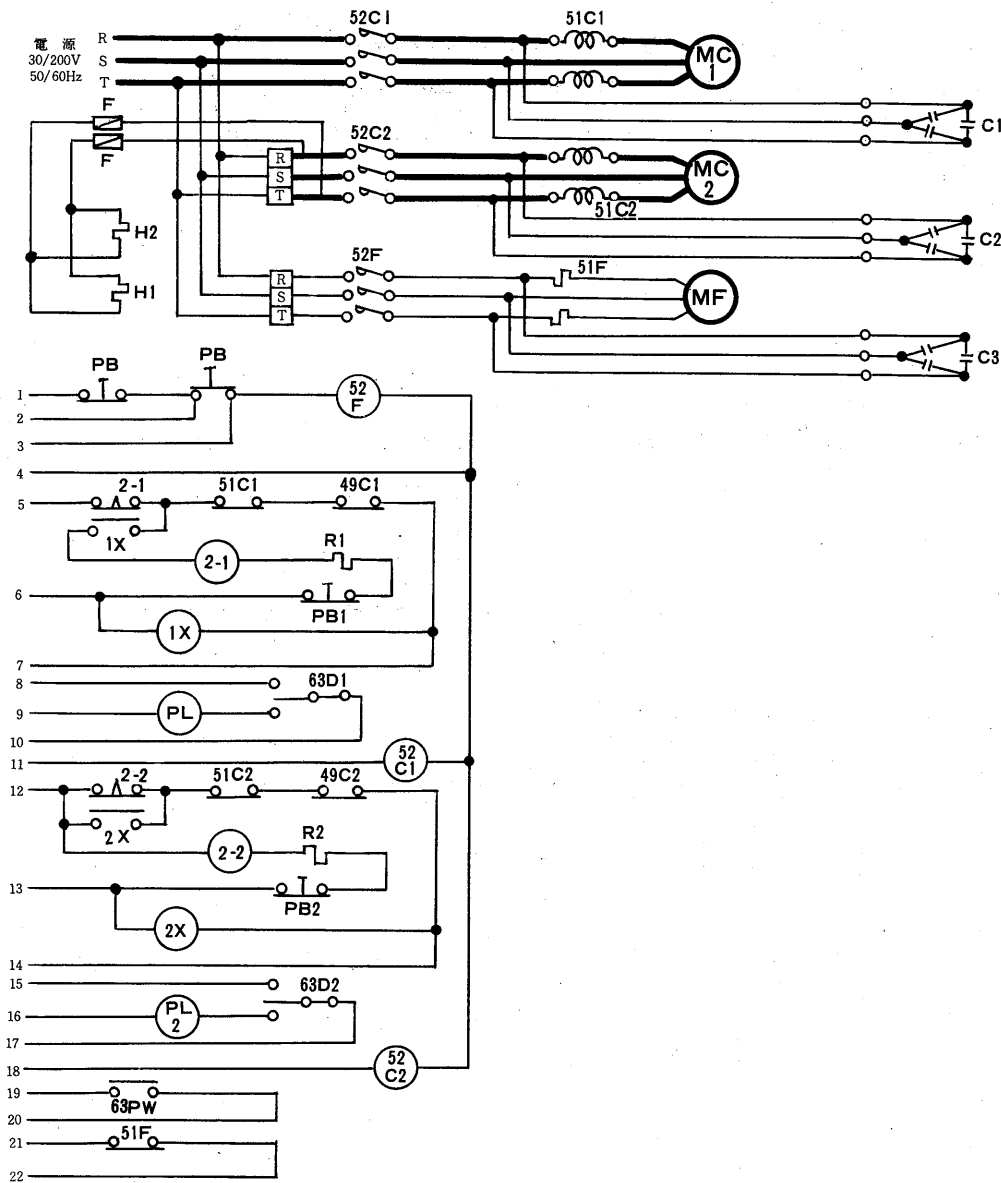 52C1 51C1
電源 R
30/200V S MC 1
50/60Hz T
F
C1
F 52C2
R
S MC 2
T
51C2
H2 C2
52F 51F
H1 R
S MF
T
C3
PB PB
1 52 F
2
3
4
5 2-1 51C1 49C1
1X
2-1 R1
6 PB1
1X
7
8 63D1
9 PL
10
11 52 C1
12 2-2 51C2 49C2
2X
2-2 R2
13 PB2
2X
14
15 63D2
16 PL 2
17
18 52 C2
19
63PW
20
21 51F
22